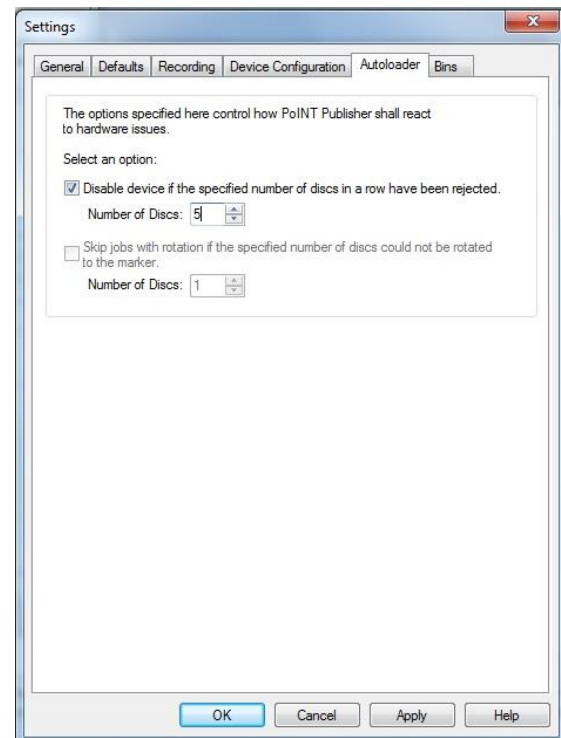 Settings
General Defaults Recording Device Configuration Autoloader Bins
The options specified here control how PoINT Publisher shall react
to hardware issues.
Select an option:
Disable device if the specified number of discs in a row have been rejected.
Number of Discs: 5
Skip jobs with rotation if the specified number of discs could not be rotated
to the marker.
Number of Discs: 1
OK Cancel Apply Help